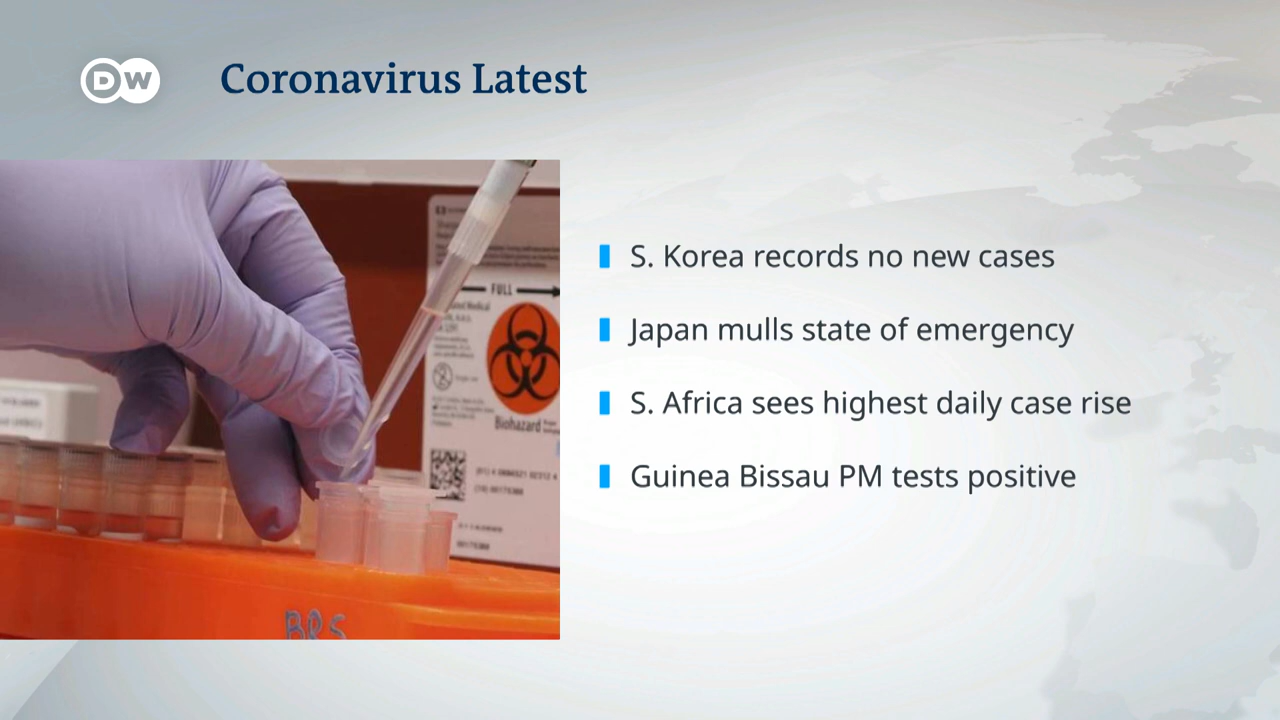 DW
Coronavirus Latest
S. Korea records no new cases
Japan mulls state of emergency
S. Africa sees highest daily case rise
Guinea Bissau PM tests positive
FULL
Biohazard
BRS